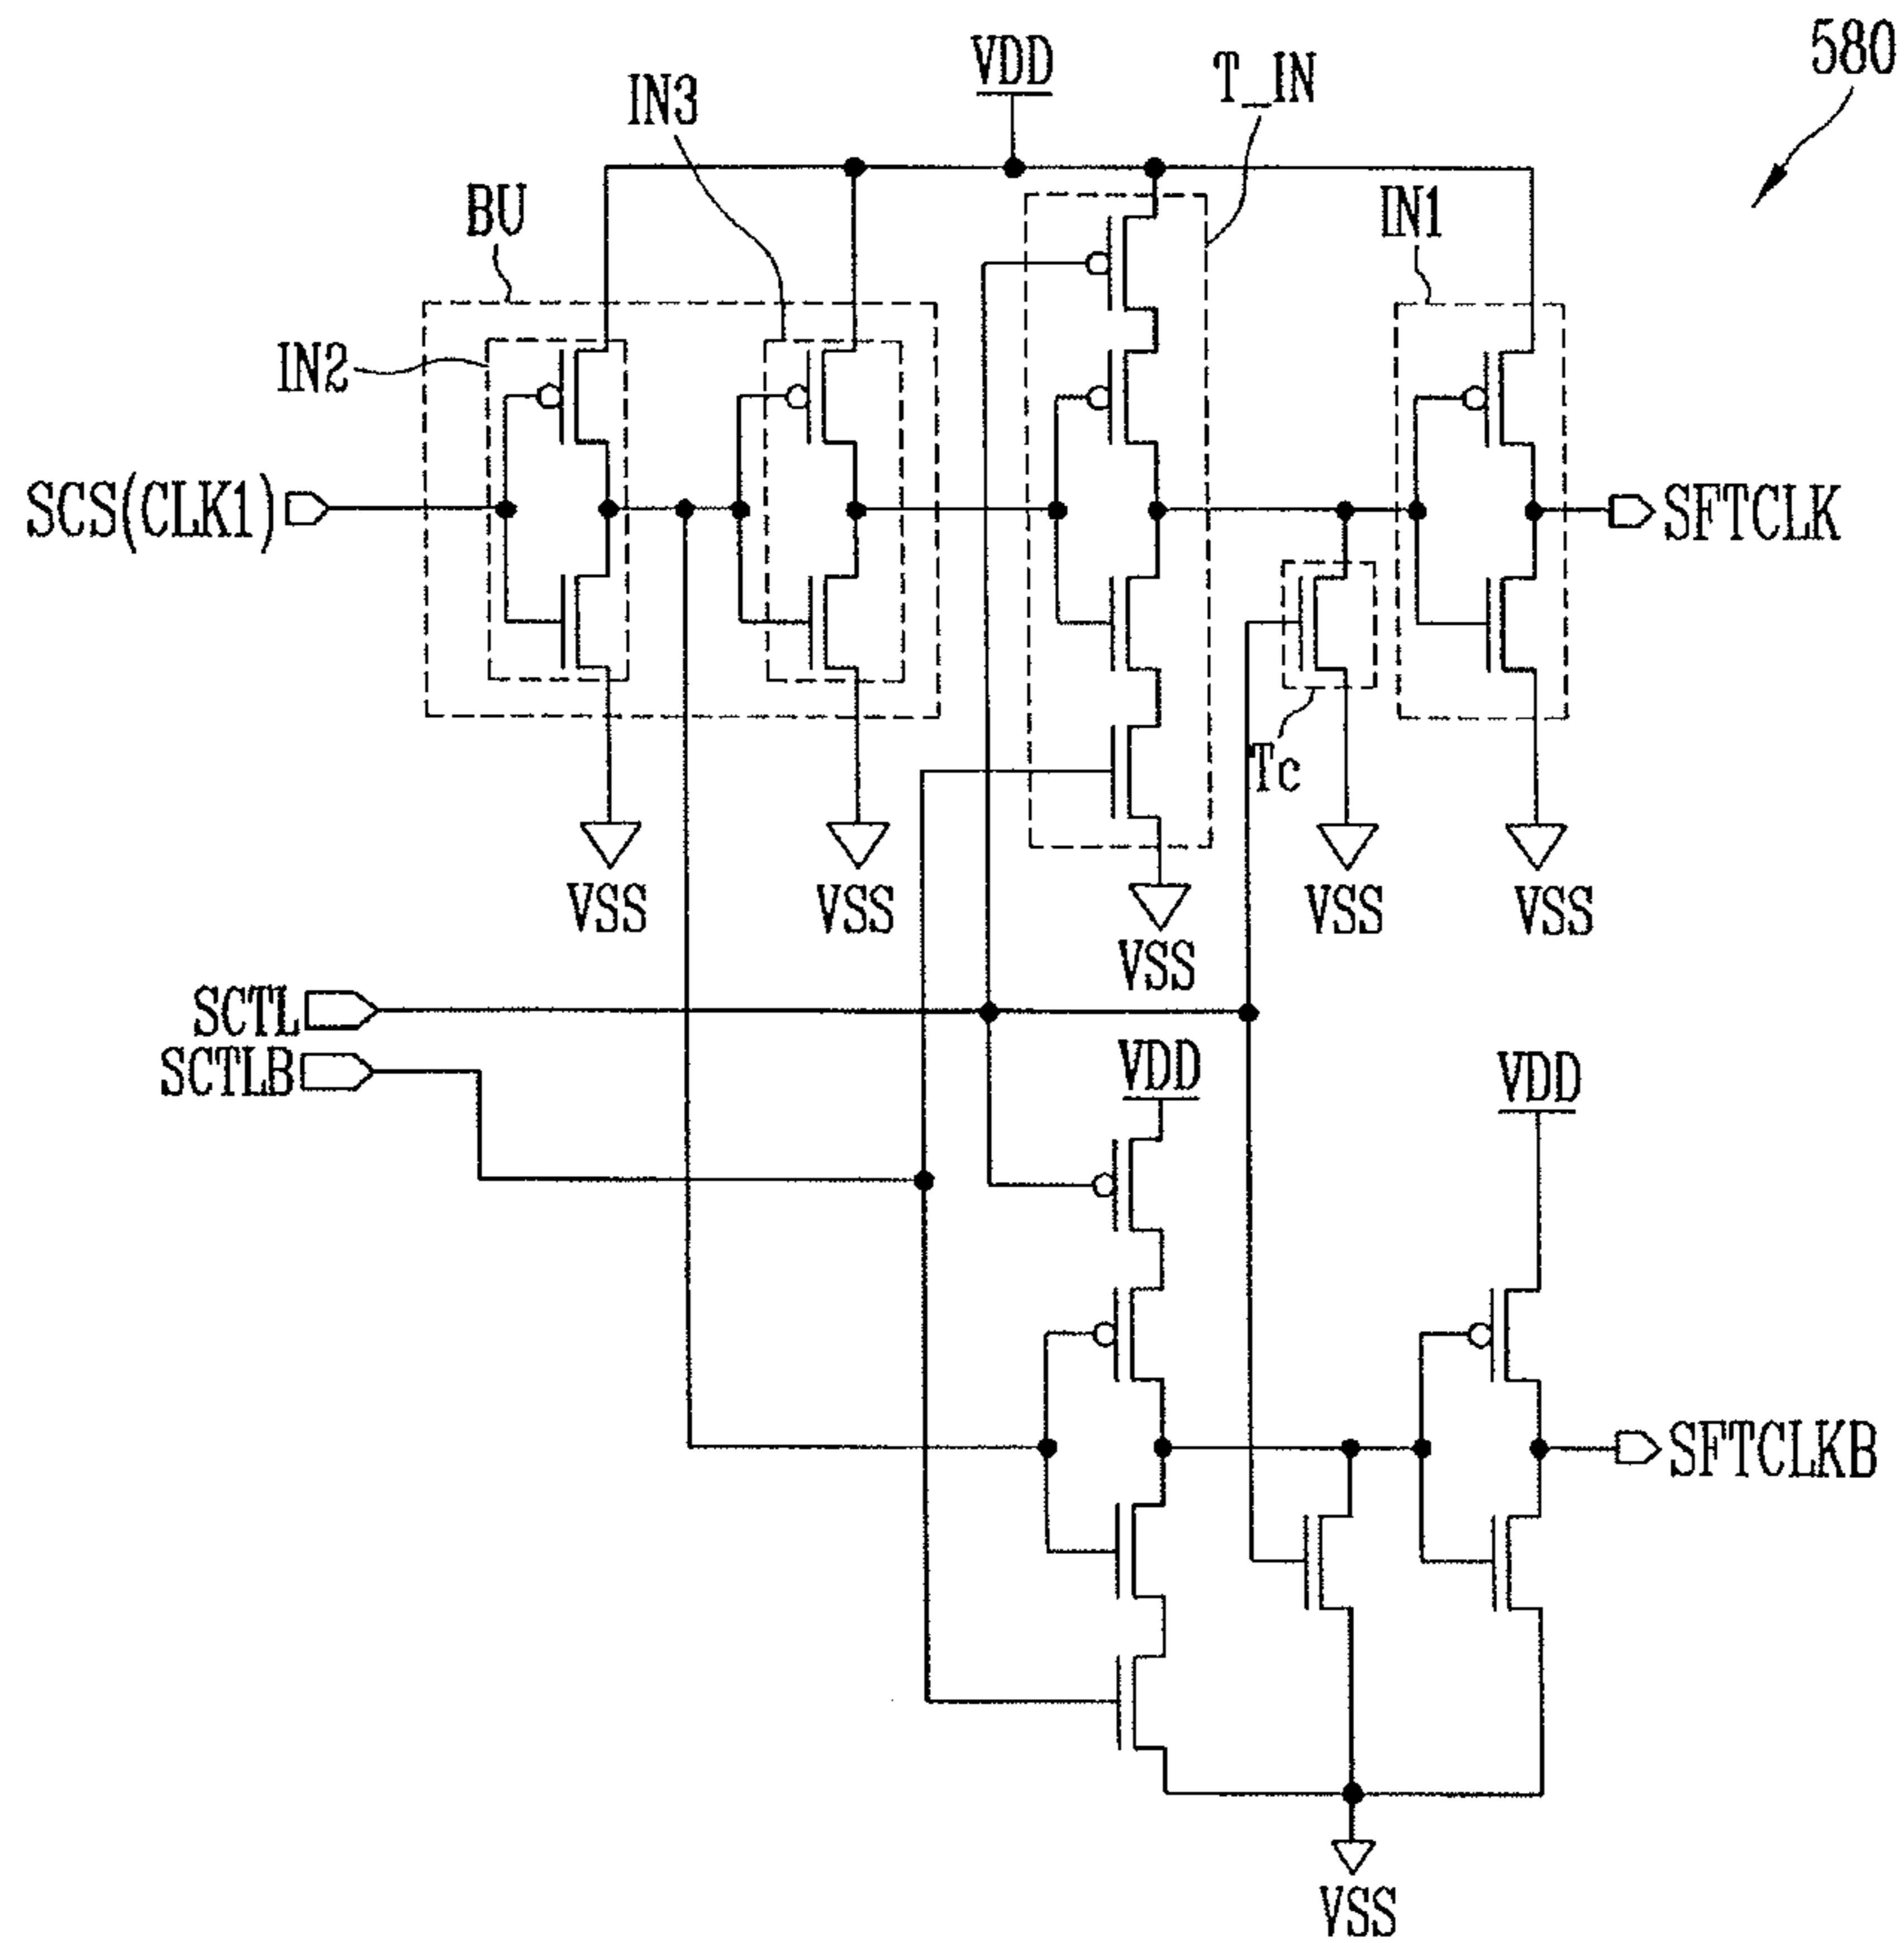 580
VDD
T_IN
IN3
BU
IN1
IN2
SCS(CLK1)
SFTCLK
Tc
VSS
VSS
VSS
VSS
VSS
SCTL
SCTLB
VDD
VDD
SFTCLKB
VSS